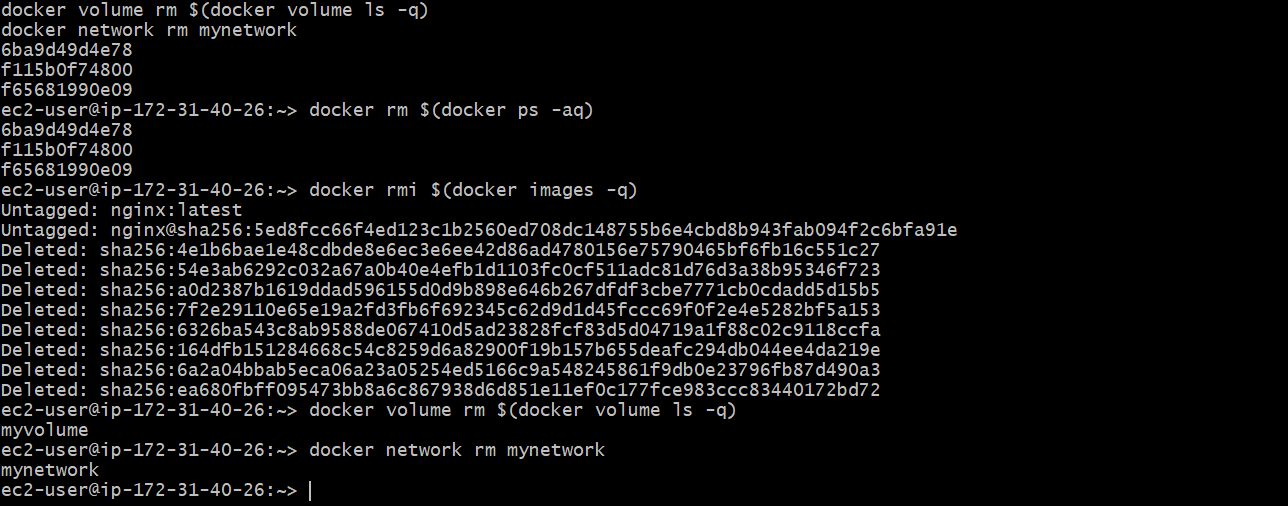 docker volume rm $(docker volume ls -q)
docker network rm mynetwork
6ba9d49d4e78
f115b0f74800
f65681990e09
ec2-user@ip-172-31-40-26:~> docker rm $(docker ps -aq)
6ba9d49d4e78
f115b0f74800
f65681990e09
ec2-user@ip-172-31-40-26:~> docker rmi $(docker images -q)
Untagged: nginx:latest
Untagged: nginx@sha256:5ed8fcc66f4ed123c1b2560ed708dc148755b6e4cbd8b943fab094f2c6bfa91e
Deleted: sha256:4e1b6bae1e48cdbde8e6ec3e6ee42d86ad4780156e75790465bf6fb16c551c27
Deleted: sha256:54e3ab6292c032a67a0b40e4efb1d1103fc0cf511adc81d76d3a38b95346f723
Deleted: sha256:a0d2387b1619ddad596155d0d9b898e646b267dfdf3cbe7771cb0cdadd5d15b5
Deleted: sha256:7f2e29110e65e19a2fd3fb6f692345c62d9d1d45fccc69f0f2e4e5282bf5a153
Deleted: sha256:6326ba543c8ab9588de067410d5ad23828fcf83d5d04719a1f88c02c9118ccfa
Deleted: sha256:164dfb151284668c54c8259d6a82900f19b157b655deafc294db044ee4da219e
Deleted: sha256:6a2a04bbab5eca06a23a05254ed5166c9a548245861f9db0e23796fb87d490a3
Deleted: sha256:ea680fbff095473bb8a6c867938d6d851e11ef0c177fce983ccc83440172bd72
ec2-user@ip-172-31-40-26:~> docker volume rm $(docker volume ls -q)
myvolume
ec2-user@ip-172-31-40-26:~> docker network rm mynetwork
mynetwork
ec2-user@ip-172-31-40-26:~>